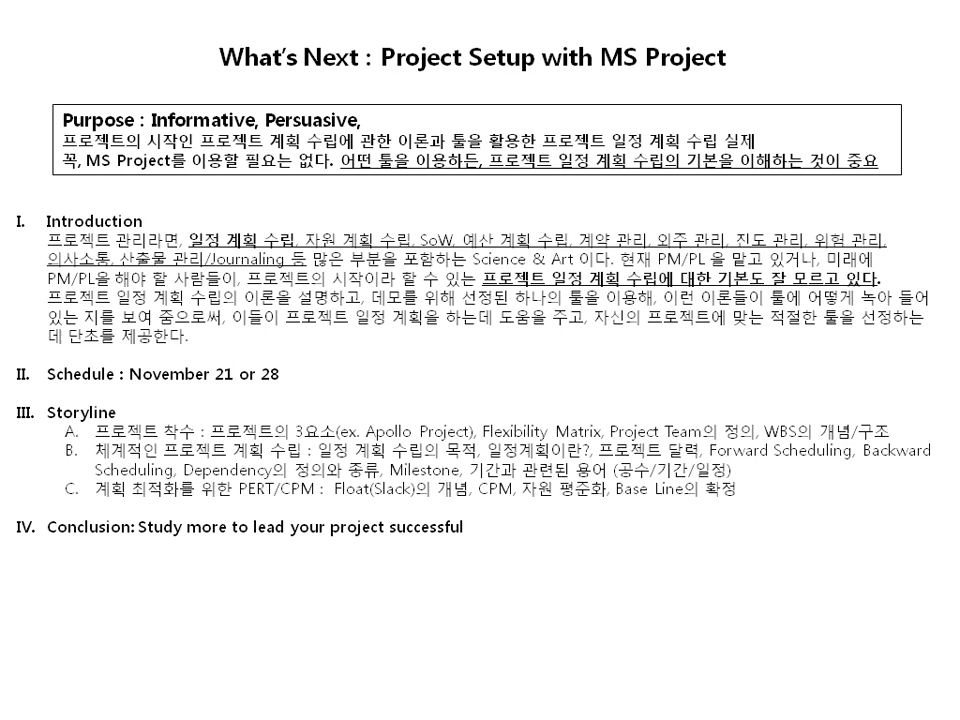 What's Next : Project Setup with MS Project
Purpose : Informative, Persuasive,
프로젝트의 시작인 프로젝트 계획 수립에 관한 이론과 툴을 활용한 프로젝트 일정 계획 수립 실제
꼭, MS Project를 이용할 필요는 없다. 어떤 툴을 이용하든, 프로젝트 일정 계획 수립의 기본을 이해하는 것이 중요
I. Introduction
프로젝트 관리라면, 일정 계획 수립, 자원 계획 수립, SoW, 예산 계획 수립, 계약 관리, 외주 관리, 진도 관리, 위험 관리,
의사소통, 산출물 관리/Journaling 등 많은 부분을 포함하는 Science & Art 이다. 현재 PM/PL 을 맡고 있거나, 미래에
PM/PL을 해야 할 사람들이, 프로젝트의 시작이라 할 수 있는 프로젝트 일정 계획 수립에 대한 기본도 잘 모르고 있다.
프로젝트 일정 계획 수립의 이론을 설명하고, 데모를 위해 선정된 하나의 툴을 이용해, 이런 이론들이 툴에 어떻게 녹아 들어
있는 지를 보여 줌으로써, 이들이 프로젝트 일정 계획을 하는데 도움을 주고, 자신의 프로젝트에 맞는 적절한 툴을 선정하는
데 단초를 제공한다.
II. Schedule : November 21 or 28
III. Storyline
A. 프로젝트 착수 : 프로젝트의 3요소(ex. Apollo Project), Flexibility Matrix, Project Team의 정의, WBS의 개념/구조
B. 체계적인 프로젝트 계획 수립 : 일정 계획 수립의 목적, 일정계획이란?, 프로젝트 달력, Forward Scheduling, Backward
Scheduling, Dependency의 정의와 종류, Milestone, 기간과 관련된 용어 (공수/기간/일정)
C. 계획 최적화를 위한 PERT/CPM : Float(Slack)의 개념, CPM, 자원 평준화, Base Line의 확정
IV. Conclusion: Study more to lead your project successful